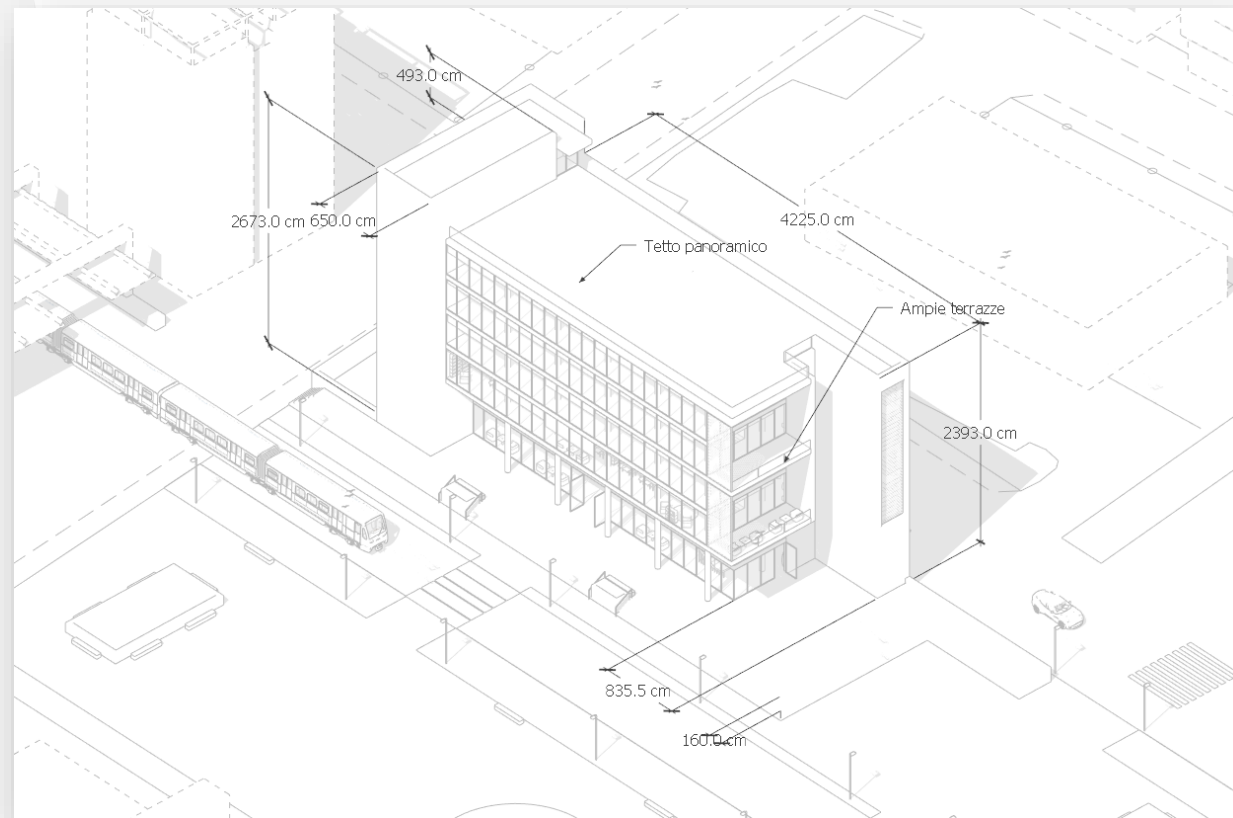 493.0 cm
2673.0 cm
650.0 cm
4225.0 cm
Tetto panoramico
Ampie terrazze
2393.0 cm
835.5 cm
160.0 cm